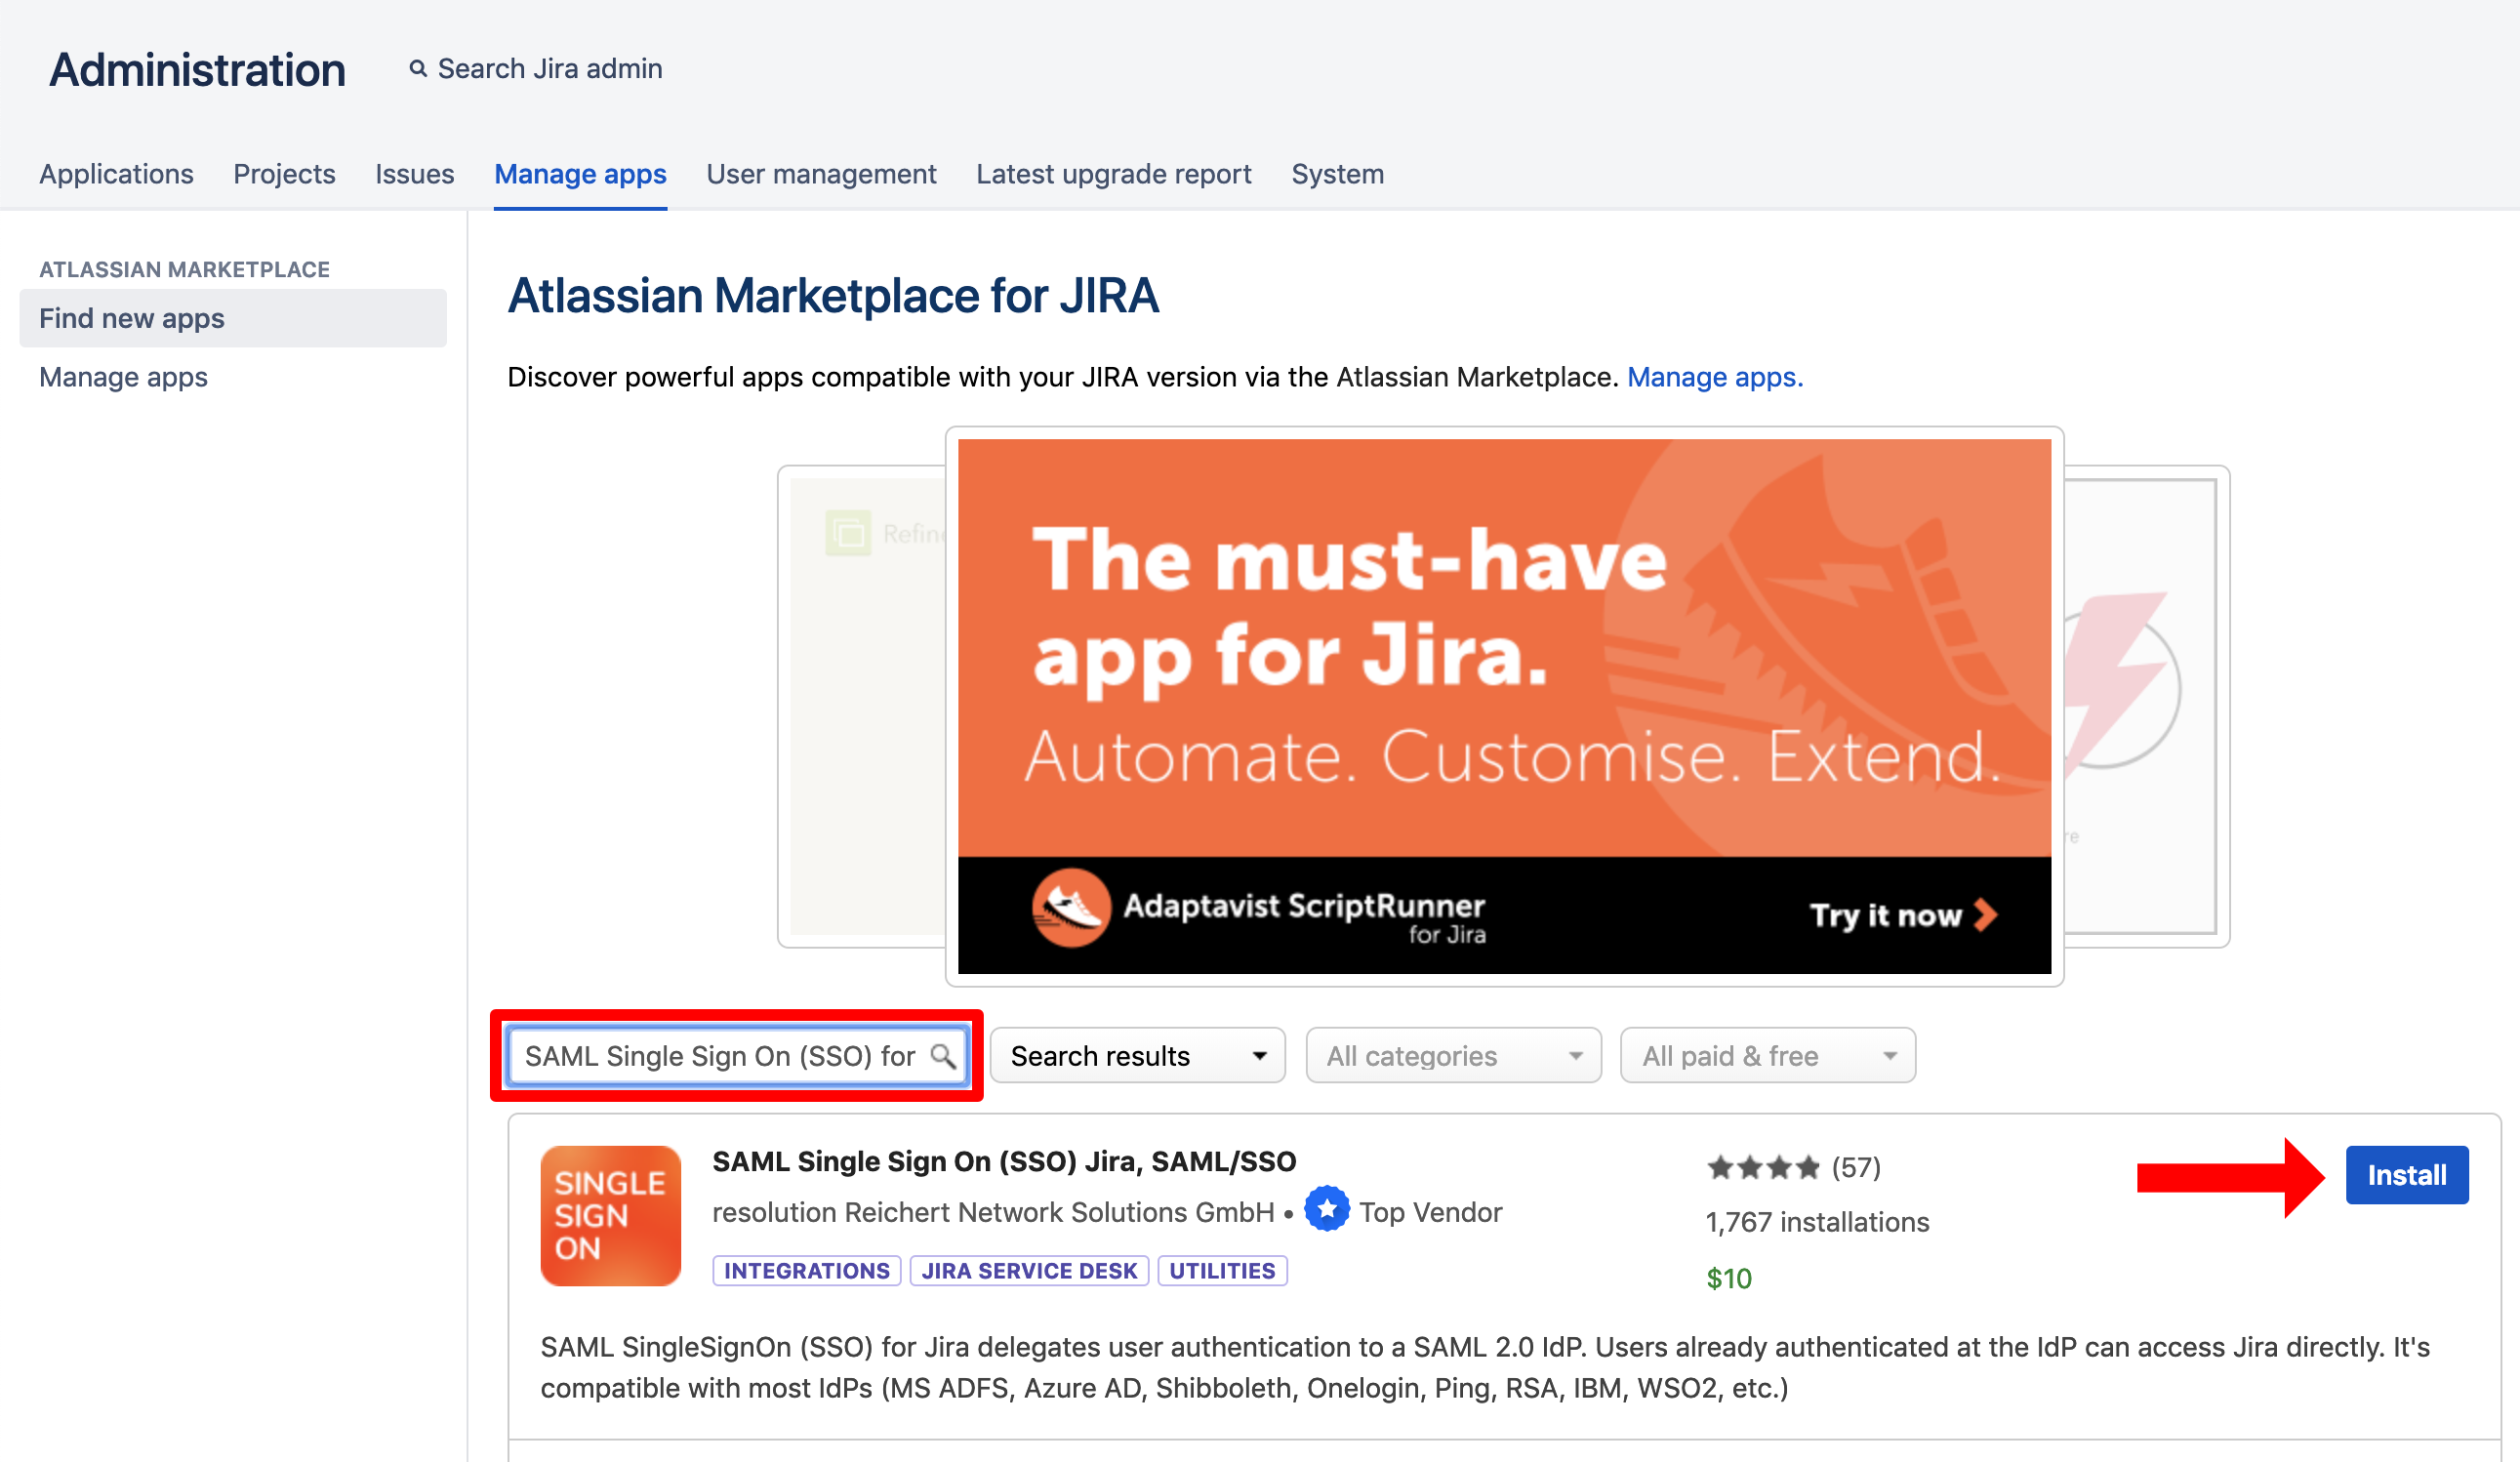 Administration
Search Jira admin
Applications Projects Issues Manage apps User management Latest upgrade report System
ATLASSIAN MARKETPLACE
Find new apps
Manage apps
Atlassian Marketplace for JIRA
Discover powerful apps compatible with your JIRA version via the Atlassian Marketplace. Manage apps.
The must-have
app for Jira.
Automate. Customise. Extend.
Adaptavist ScriptRunner
for Jira
Try it now
SAML Single Sign On (SSO) for
Search results
All categories
All paid & free
SINGLE
SIGN
ON
SAML Single Sign On (SSO) Jira, SAML/SSO
resolution Reichert Network Solutions GmbH • Top Vendor
INTEGRATIONS JIRA SERVICE DESK UTILITIES
(57)
1,767 installations
$10
Install
SAML SingleSignOn (SSO) for Jira delegates user authentication to a SAML 2.0 IdP. Users already authenticated at the IdP can access Jira directly. It's
compatible with most IdPs (MS ADFS, Azure AD, Shibboleth, Onelogin, Ping, RSA, IBM, WSO2, etc.)